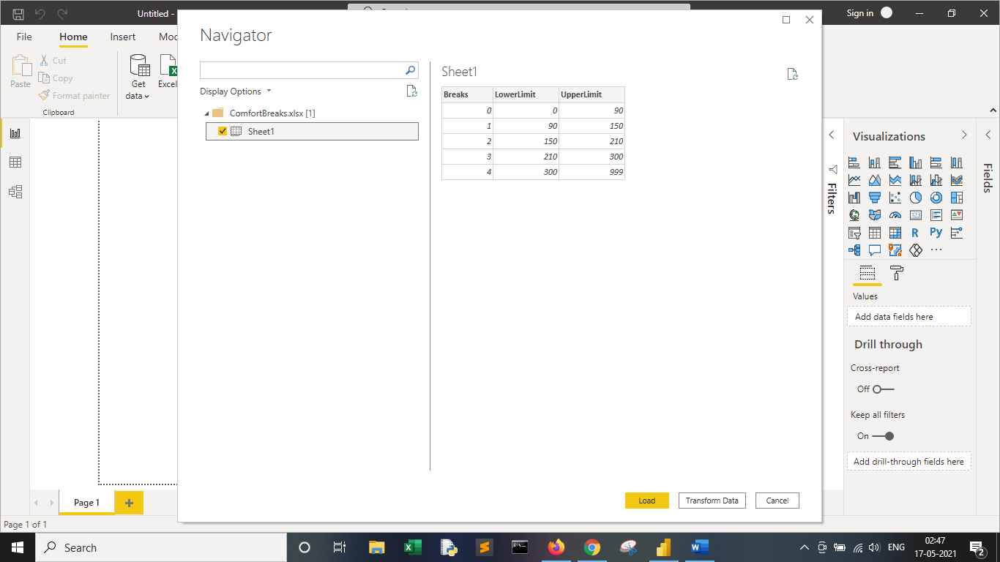 Untitled -
Sign in
File Home Insert
Paste
Cut
Copy
Format painter
Clipboard
Get data
Excel
Navigator
Display Options
ComfortBreaks.xlsx [1]
Sheet1
Sheet1
Breaks LowerLimit UpperLimit
0 0 90
1 90 150
2 150 210
3 210 300
4 300 999
Load Transform Data Cancel
Filters
Visualizations
123
R Py
Values
Add data fields here
Drill through
Cross-report
Off
Keep all filters
On
Add drill-through fields here
Fields
Page 1
Page 1 of 1
Search
ENG
02:47
17-05-2021
2